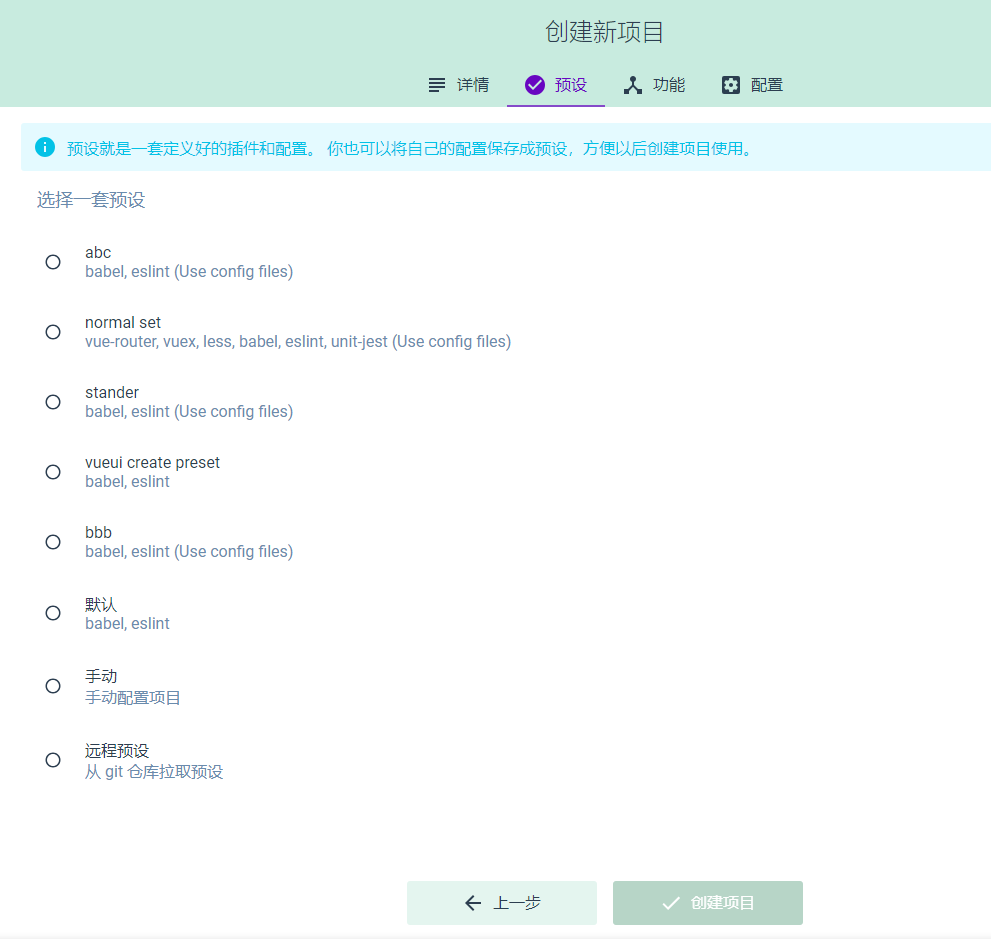 创建新项目
详情 预设 功能 配置
预设就是一套定义好的插件和配置。 你也可以将自己的配置保存成预设，方便以后创建项目使用。
选择一套预设
abc
babel, eslint (Use config files)
normal set
vue-router, vuex, less, babel, eslint, unit-jest (Use config files)
stander
babel, eslint (Use config files)
vueui create preset
babel, eslint
bbb
babel, eslint (Use config files)
默认
babel, eslint
手动
手动配置项目
远程预设
从 git 仓库拉取预设
上一步 创建项目